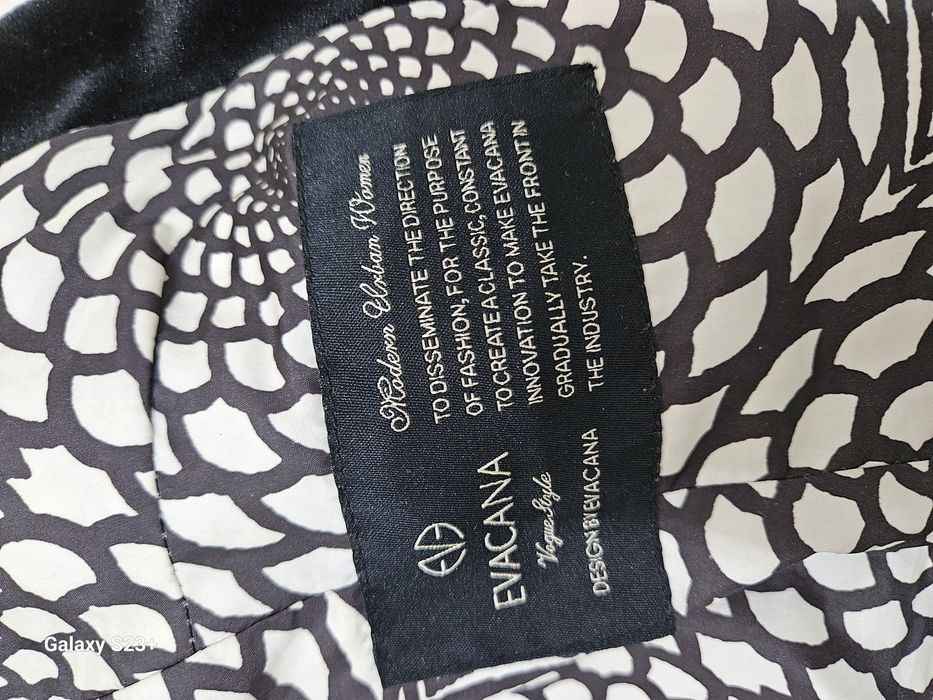 EVACANA
Vogue Style
DESIGN BY EVACANA
Modern Urban Women
TO DISSEMINATE THE DIRECTION
OF FASHION, FOR THE PURPOSE
TO CREATE A CLASSIC, CONSTANT
INNOVATION TO MAKE EVACANA
GRADUALLY TAKE THE FRONT IN
THE INDUSTRY.
Galaxy S23+